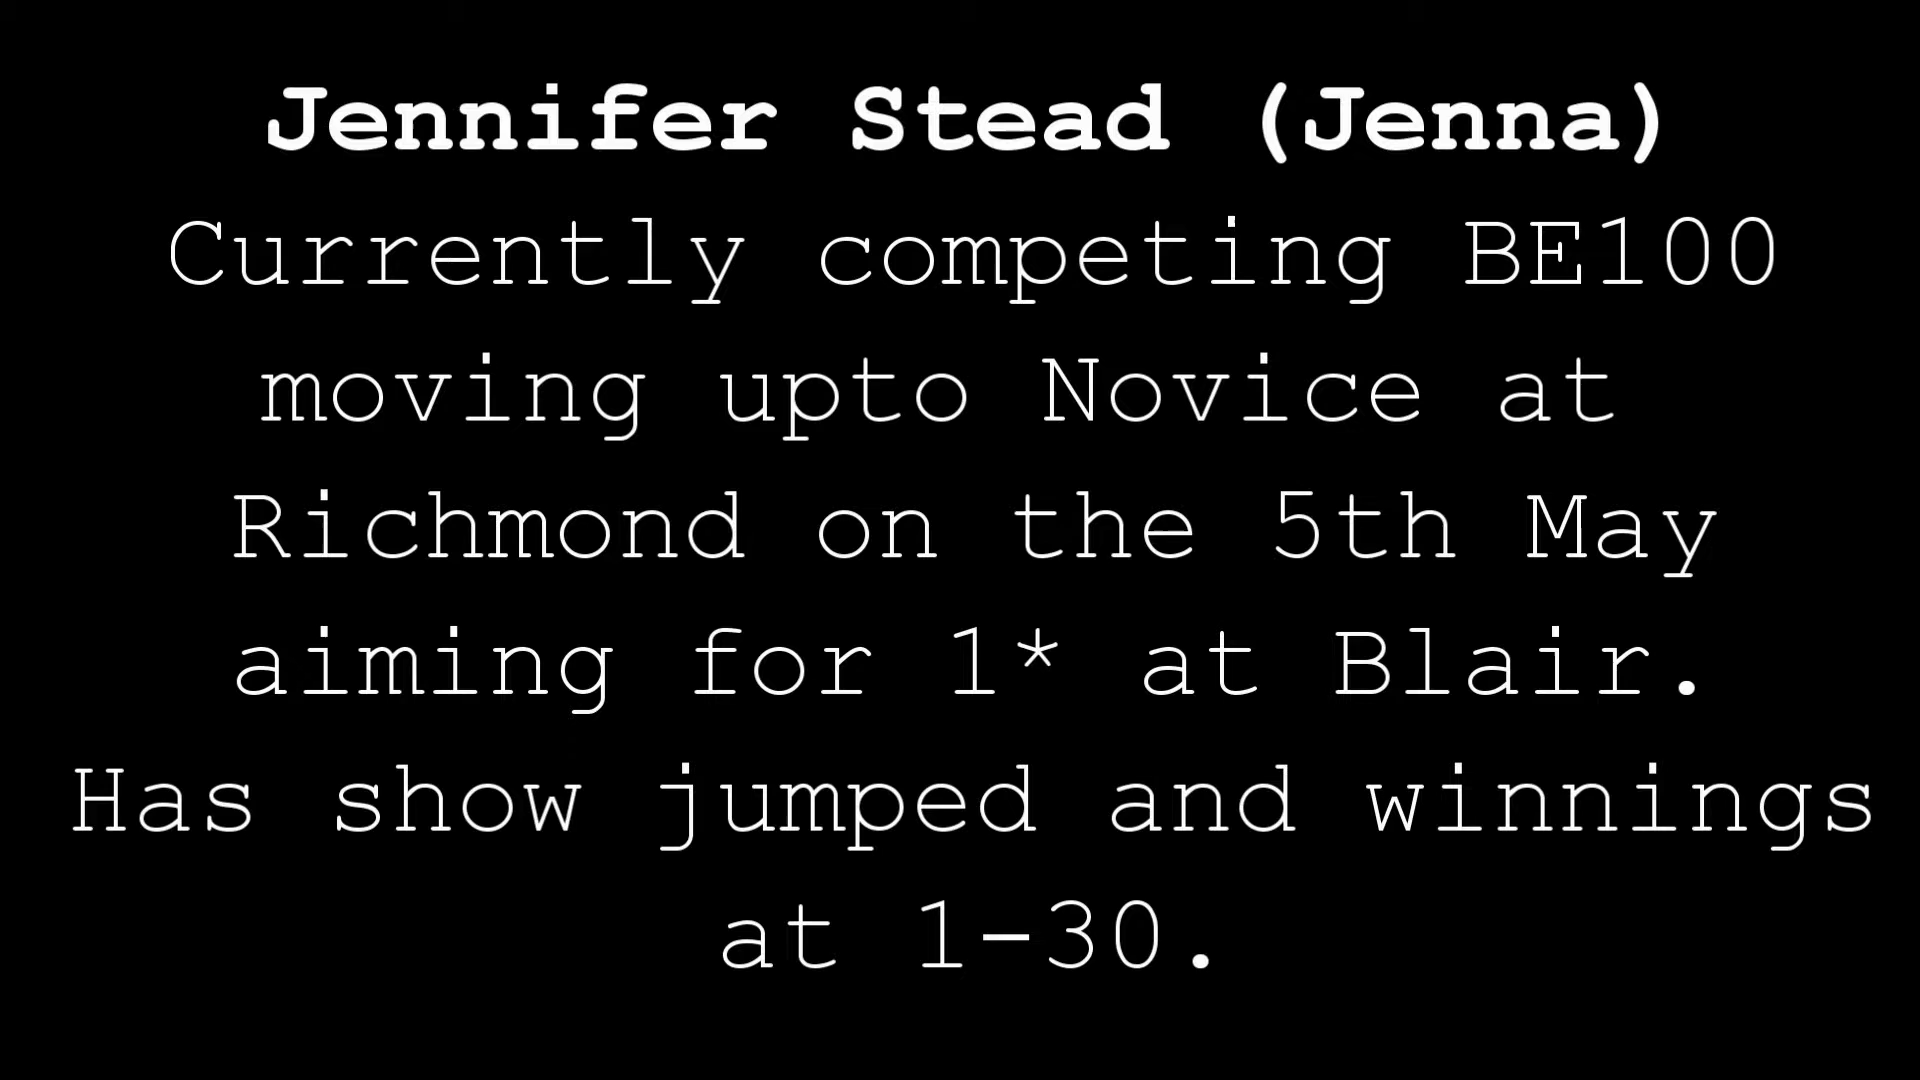 Jennifer Stead (Jenna)
Currently competing BE100
moving upto Novice at
Richmond on the 5th May
aiming for 1* at Blair.
Has show jumped and winnings
at 1-30.